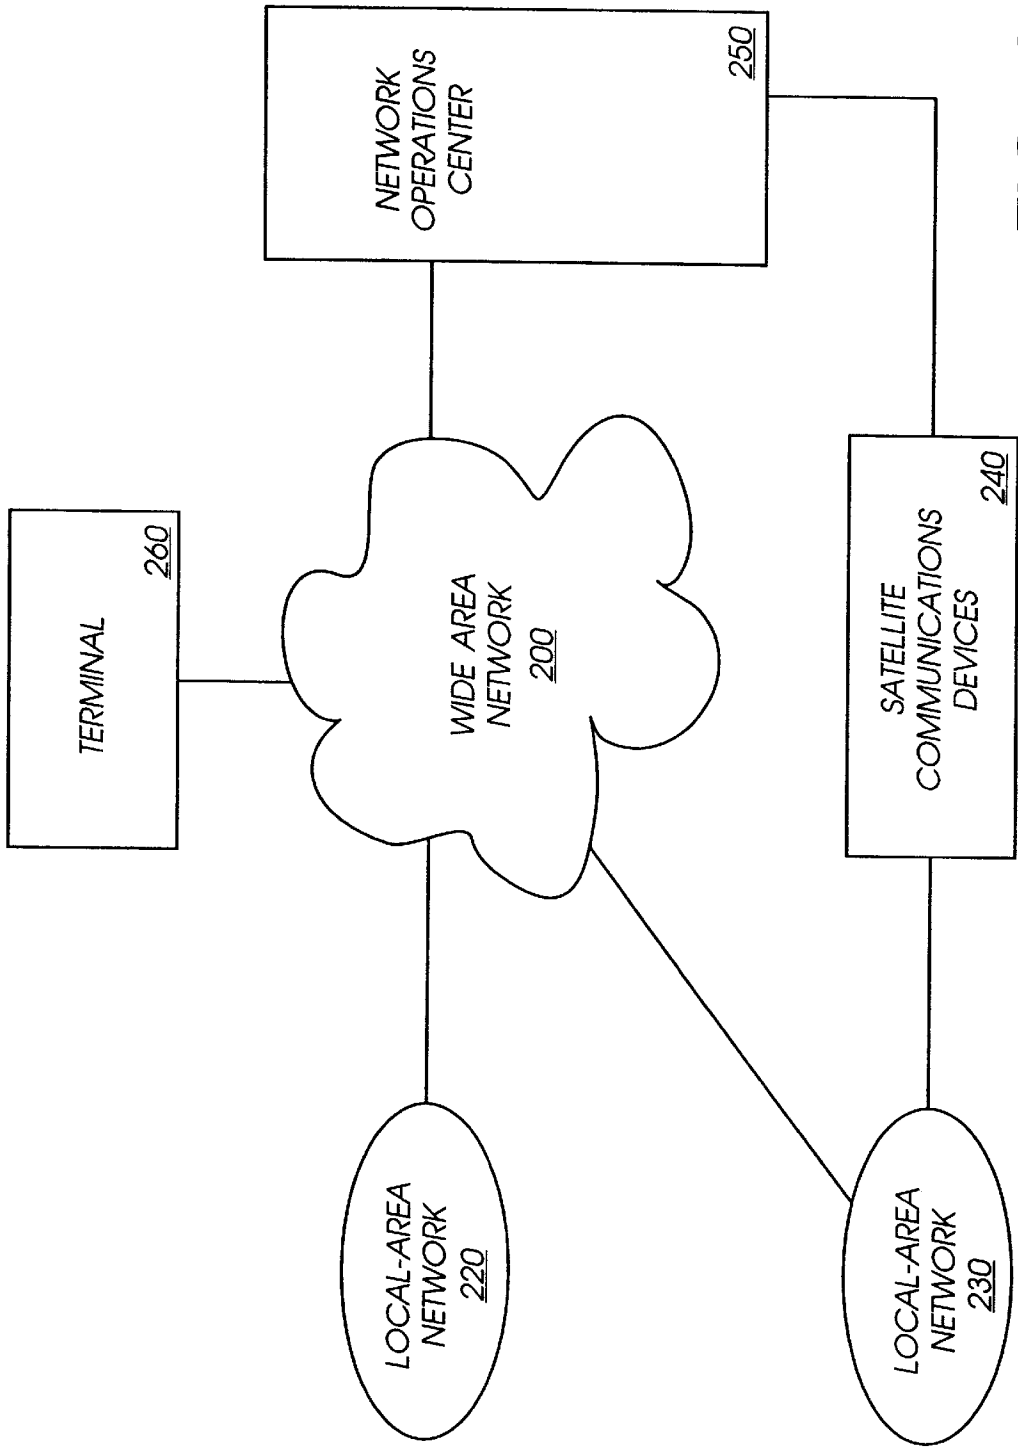 TERMINAL
260
NETWORK
OPERATIONS
CENTER
250
WIDE AREA
NETWORK
200
LOCAL-AREA
NETWORK
220
LOCAL-AREA
NETWORK
230
SATELLITE
COMMUNICATIONS
DEVICES
240